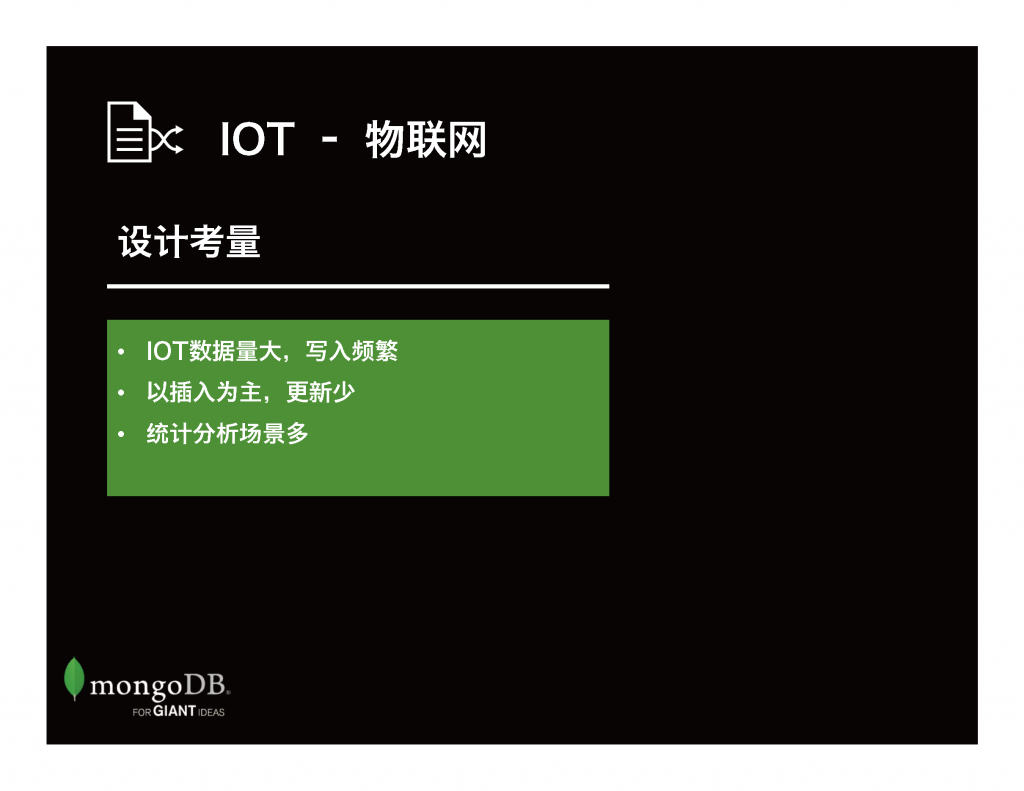 IOT - 物联网
设计考量
• IOT数据量大，写入频繁
• 以插入为主，更新少
• 统计分析场景多
mongoDB®
FOR GIANT IDEAS